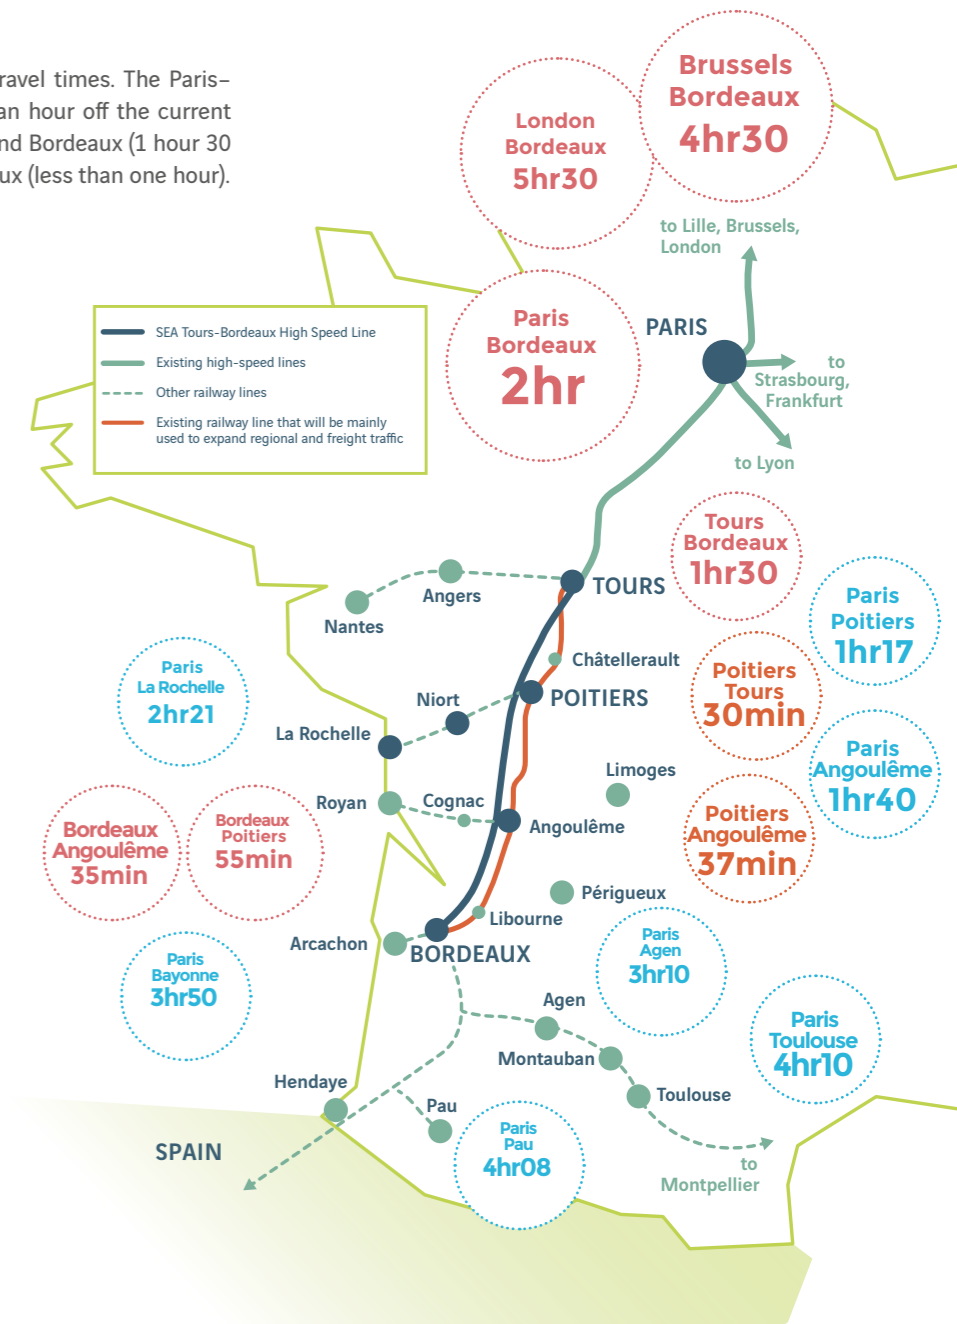 ravel times. The Paris–
an hour off the current
nd Bordeaux (1 hour 30
ux (less than one hour).
Brussels
Bordeaux
4hr30
London
Bordeaux
5hr30
to Lille, Brussels,
London
Paris
Bordeaux
2hr
PARIS
SEA Tours-Bordeaux High Speed Line
Existing high-speed lines
Other railway lines
Existing railway line that will be mainly
used to expand regional and freight traffic
to
Strasbourg,
Frankfurt
to Lyon
Tours
Bordeaux
1hr30
TOURS
Angers
Nantes
Paris
Poitiers
1hr17
Châtellerault
Poitiers
Tours
30min
Paris
La Rochelle
2hr21
Niort
POITIERS
La Rochelle
Paris
Angoulême
1hr40
Limoges
Royan
Cognac
Angoulême
Poitiers
Angoulême
37min
Bordeaux
Angoulême
35min
Bordeaux
Poitiers
55min
Périgueux
Libourne
Arcachon
BORDEAUX
Paris
Agen
3hr10
Paris
Bayonne
3hr50
Agen
Montauban
Toulouse
Paris
Toulouse
4hr10
Hendaye
Pau
Paris
Pau
4hr08
SPAIN
to
Montpellier